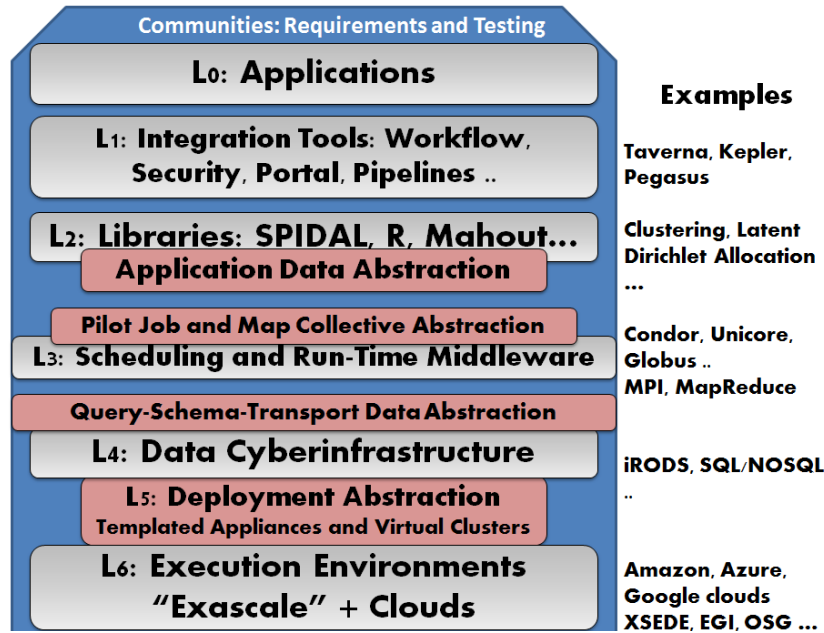 Communities: Requirements and Testing
L0: Applications
Examples
L1: Integration Tools: Workflow,
Security, Portal, Pipelines ..
Taverna, Kepler,
Pegasus
L2: Libraries: SPIDAL, R, Mahout...
Application Data Abstraction
Clustering, Latent
Dirichlet Allocation
...
Pilot Job and Map Collective Abstraction
L3: Scheduling and Run-Time Middleware
Condor, Unicore,
Globus ..
MPI, MapReduce
Query-Schema-Transport Data Abstraction
L4: Data Cyberinfrastructure
iRODS, SQL/NOSQL
..
L5: Deployment Abstraction
Templated Appliances and Virtual Clusters
L6: Execution Environments
“Exascale” + Clouds
Amazon, Azure,
Google clouds
XSEDE, EGI, OSG ...